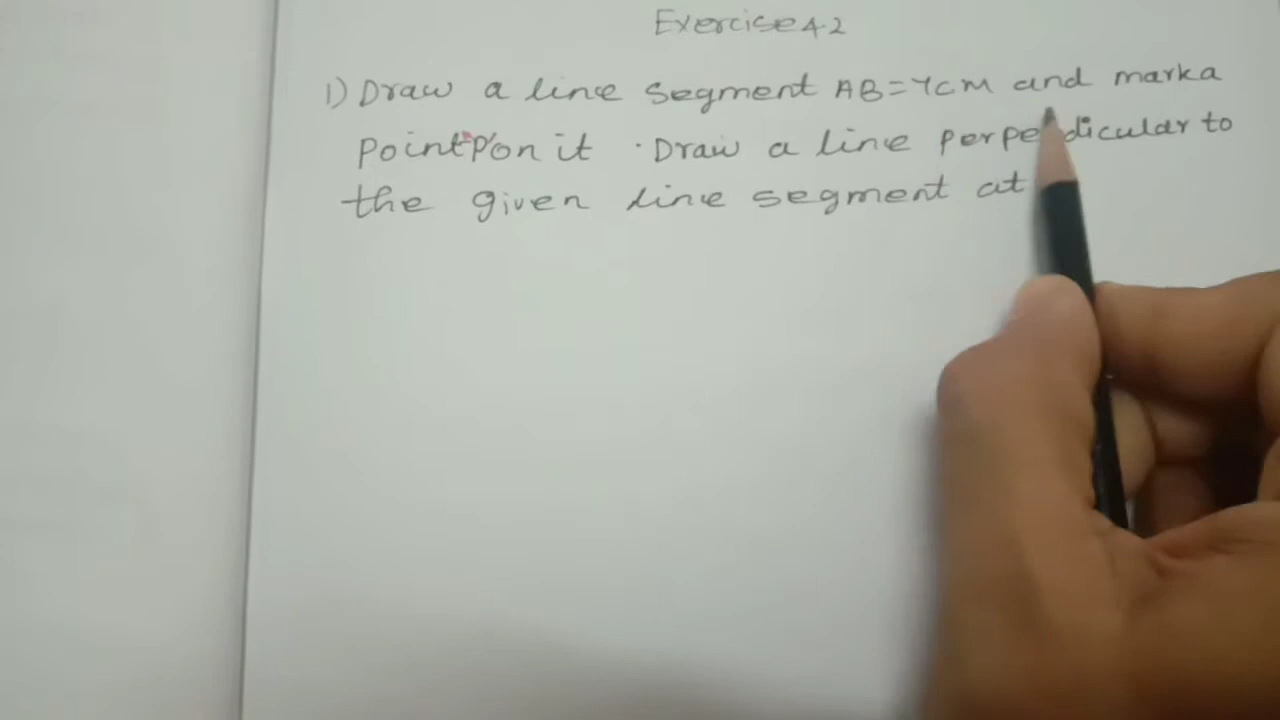 Exercise 4.2
1) Draw a line segment AB=7cm and mark a
point 'P' on it . Draw a line perpendicular to
the given line segment at